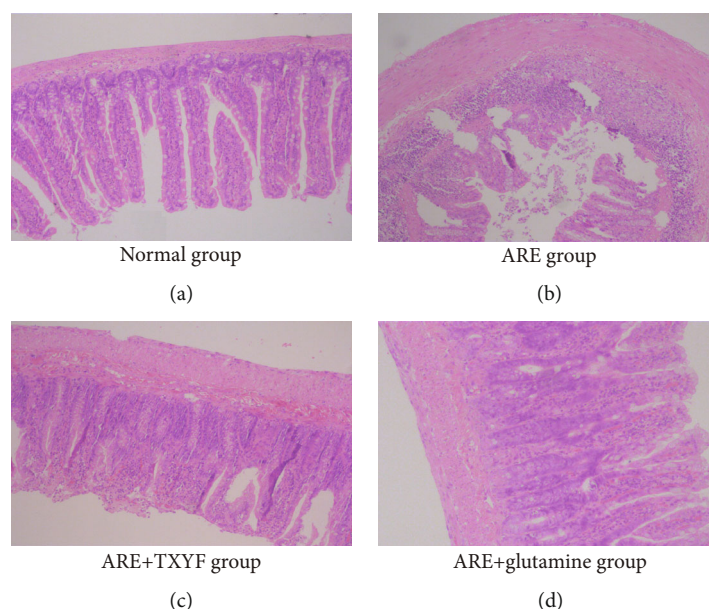 Normal group
(a)
ARE group
(b)
ARE+TXYF group
(c)
ARE+glutamine group
(d)